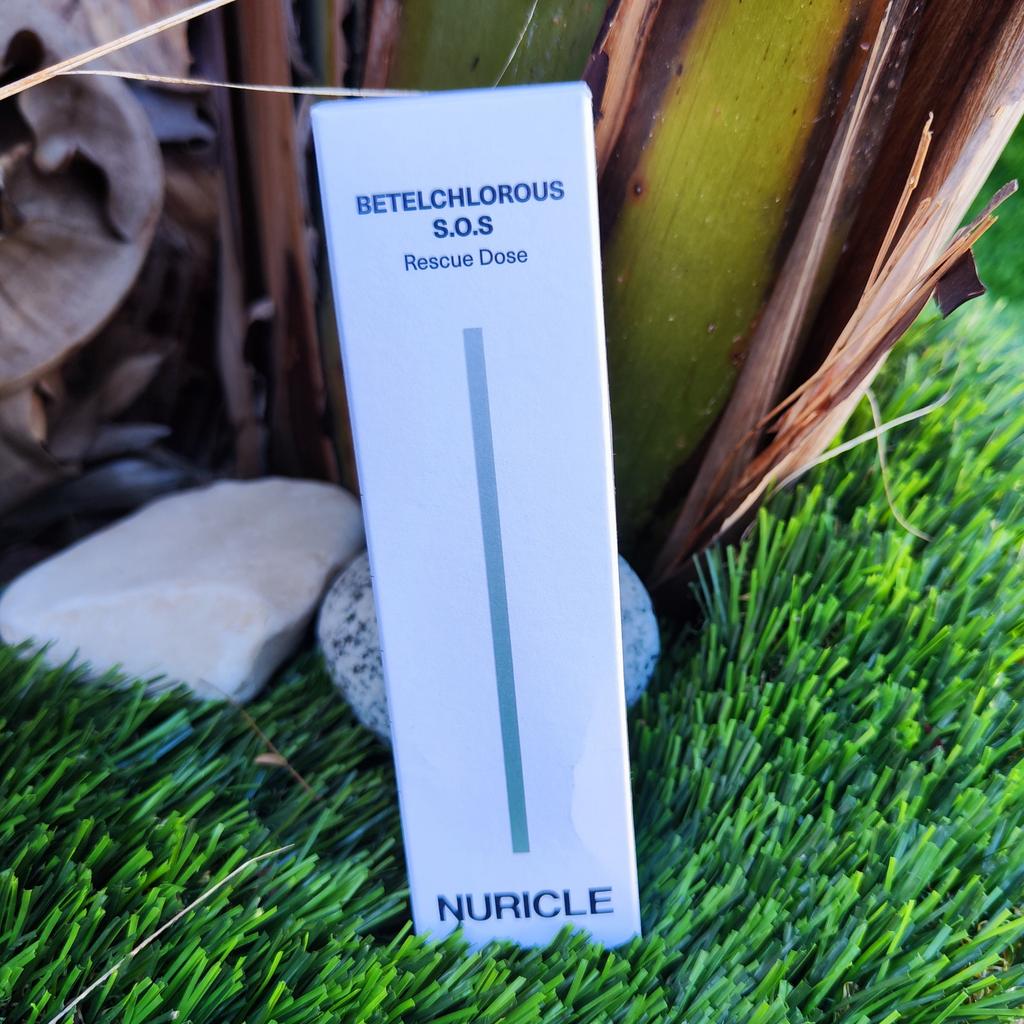 BETELCHLOROUS
S.O.S
Rescue Dose
NURICLE